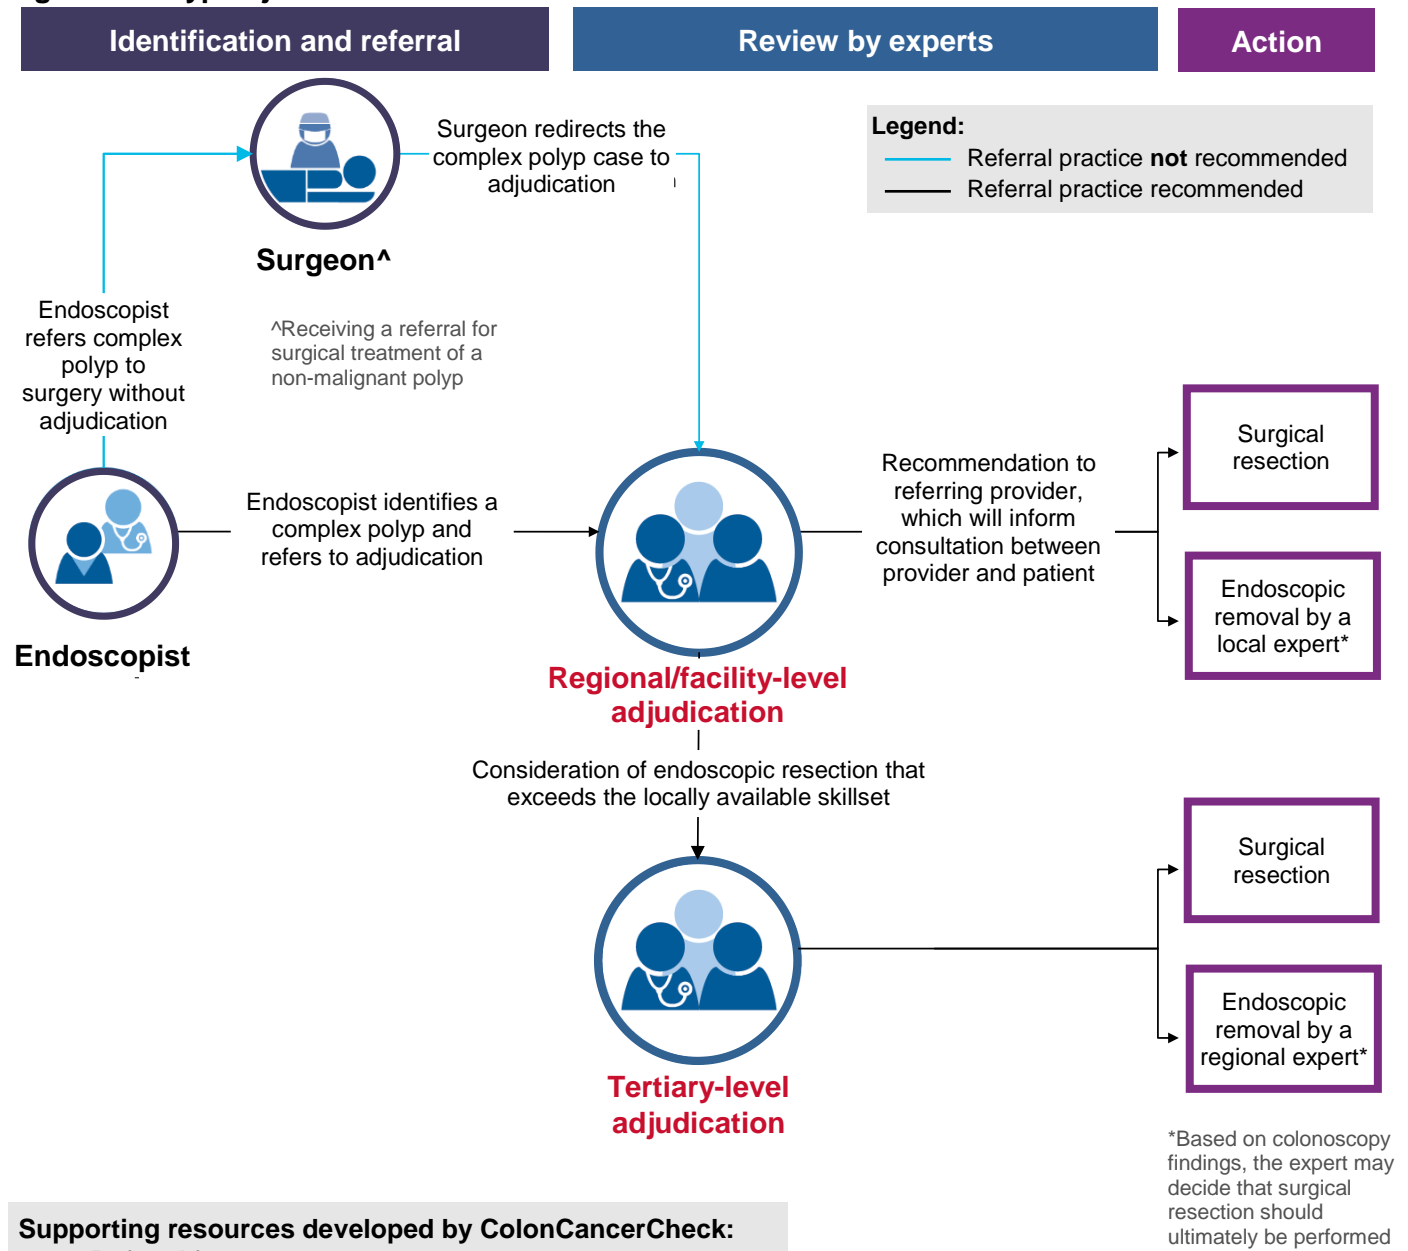 Identification and referral
Review by experts
Action
Surgeon redirects the
complex polyp case to
adjudication
Legend:
Referral practice not recommended
Referral practice recommended
Surgeon^
^Receiving a referral for
surgical treatment of a
non-malignant polyp
Endoscopist
refers complex
polyp to
surgery without
adjudication
Endoscopist identifies a
complex polyp and
refers to adjudication
Endoscopist
Recommendation to
referring provider,
which will inform
consultation between
provider and patient
Surgical
resection
Endoscopic
removal by a
local expert*
Regional/facility-level
adjudication
Consideration of endoscopic resection that
exceeds the locally available skillset
Surgical
resection
Endoscopic
removal by a
regional expert*
Tertiary-level
adjudication
*Based on colonoscopy
findings, the expert may
decide that surgical
resection should
ultimately be performed
Supporting resources developed by ColonCancerCheck: